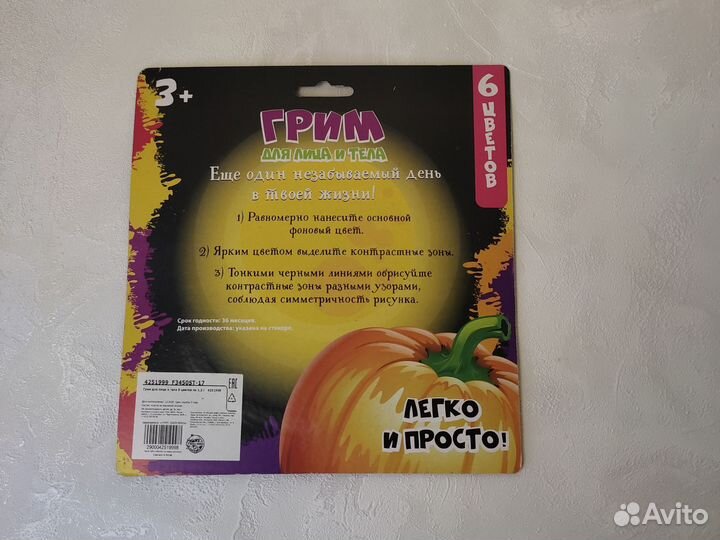 3+
6 ЦВЕТОВ
ГРИМ
ДЛЯ ЛИЦА И ТЕЛА
Еще один незабываемый день
в твоей жизни!
1) Равномерно нанесите основной
фоновый цвет.
2) Ярким цветом выделите контрастные зоны.
3) Тонкими черными линиями обрисуйте
контрастные зоны разными узорами,
соблюдая симметричность рисунка.
Срок годности: 36 месяцев.
Дата производства: указана на стикере.
4251999 F34505T-17
EAC
2900042519998
ЛЕГКО
И ПРОСТО!
Avito